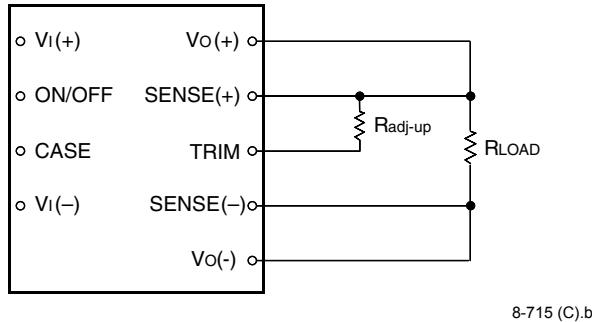 VI(+) VO(+)
ON/OFF SENSE(+)
Radj-up
CASE TRIM RLOAD
VI(–) SENSE(–)
VO(-)
8-715 (C).b